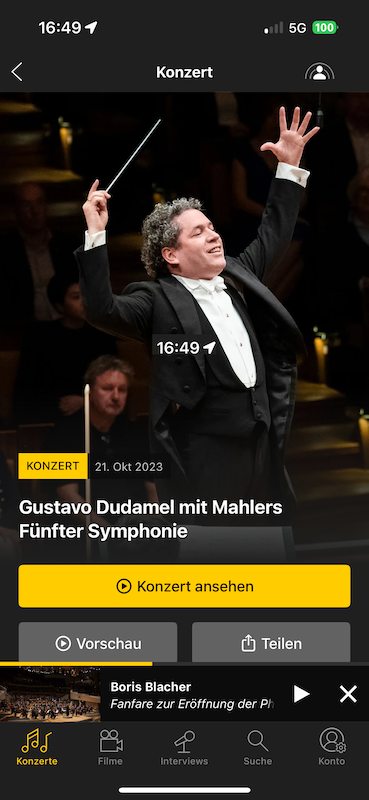 16:49
5G 100
Konzert
16:49
KONZERT 21. Okt 2023
Gustavo Dudamel mit Mahlers
Fünfter Symphonie
Konzert ansehen
Vorschau Teilen
Boris Blacher
Fanfare zur Eröffnung der Ph
Konzerte Filme Interviews Suche Konto